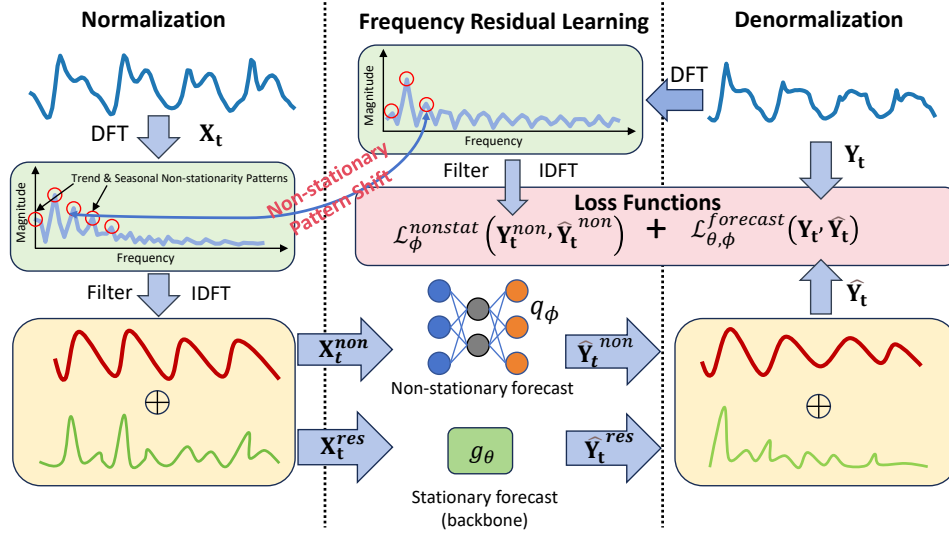 Normalization
Frequency Residual Learning
Denormalization
DFT
X_t
Magnitude
Trend & Seasonal Non-stationarity Patterns
Frequency
Magnitude
Frequency
DFT
Non-stationary
Pattern Shift
Filter
IDFT
Y_t
Loss Functions
ℒ_ϕ^{nonstat}(Y_t^{non}, Ŷ_t^{non}) + ℒ_{θ,ϕ}^{forecast}(Y_t, Ŷ_t)
Filter
IDFT
Ŷ_t
X_t^{non}
q_ϕ
Ŷ_t^{non}
Non-stationary forecast
⊕
⊕
X_t^{res}
g_θ
Ŷ_t^{res}
Stationary forecast
(backbone)